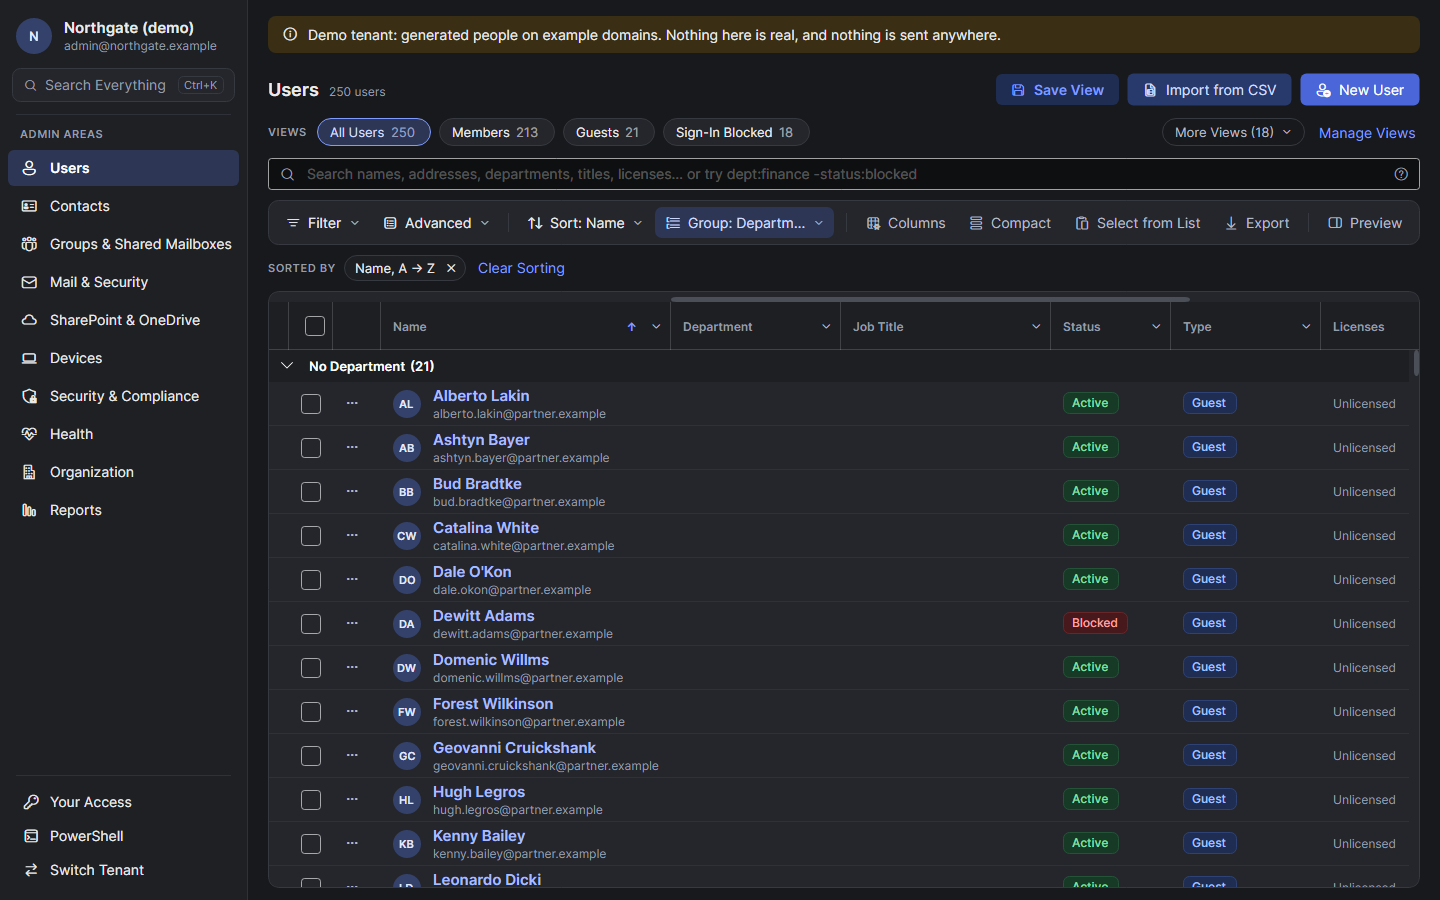 N
Northgate (demo)
admin@northgate.example
Search Everything
Ctrl+K
ADMIN AREAS
Users
Contacts
Groups & Shared Mailboxes
Mail & Security
SharePoint & OneDrive
Devices
Security & Compliance
Health
Organization
Reports
Your Access
PowerShell
Switch Tenant
Demo tenant: generated people on example domains. Nothing here is real, and nothing is sent anywhere.
Users 250 users
Save View
Import from CSV
New User
VIEWS
All Users 250
Members 213
Guests 21
Sign-In Blocked 18
More Views (18)
Manage Views
Search names, addresses, departments, titles, licenses... or try dept:finance -status:blocked
Filter
Advanced
Sort: Name
Group: Departm...
Columns
Compact
Select from List
Export
Preview
SORTED BY
Name, A → Z
Clear Sorting
Name Department Job Title Status Type Licenses
No Department (21)
AL Alberto Lakin Active Guest Unlicensed
alberto.lakin@partner.example
AB Ashtyn Bayer Active Guest Unlicensed
ashtyn.bayer@partner.example
BB Bud Bradtke Active Guest Unlicensed
bud.bradtke@partner.example
CW Catalina White Active Guest Unlicensed
catalina.white@partner.example
DO Dale O'Kon Active Guest Unlicensed
dale.okon@partner.example
DA Dewitt Adams Blocked Guest Unlicensed
dewitt.adams@partner.example
DW Domenic Willms Active Guest Unlicensed
domenic.willms@partner.example
FW Forest Wilkinson Active Guest Unlicensed
forest.wilkinson@partner.example
GC Geovanni Cruickshank Active Guest Unlicensed
geovanni.cruickshank@partner.example
HL Hugh Legros Active Guest Unlicensed
hugh.legros@partner.example
KB Kenny Bailey Active Guest Unlicensed
kenny.bailey@partner.example
LD Leonardo Dicki Active Guest Unlicensed